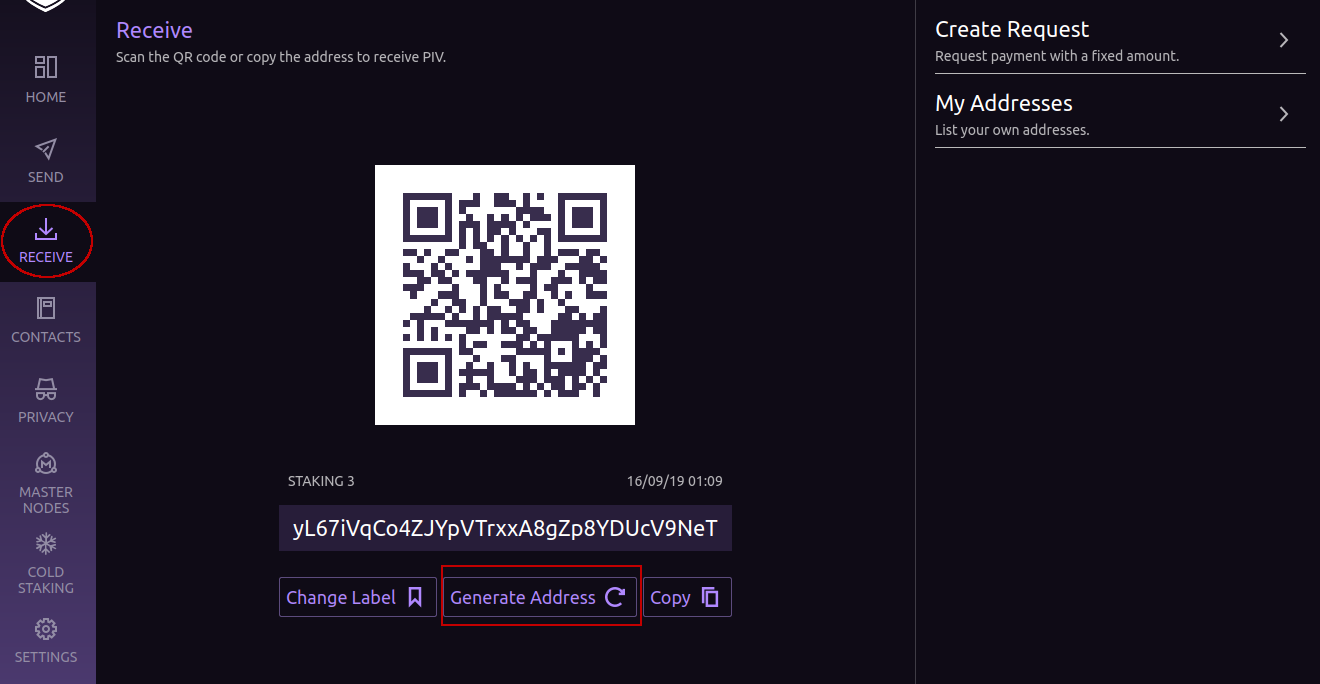 HOME
SEND
RECEIVE
CONTACTS
PRIVACY
MASTER
NODES
COLD
STAKING
SETTINGS
Receive
Scan the QR code or copy the address to receive PIV.
STAKING 3
16/09/19 01:09
yL67iVqCo4ZJYpVTrxxA8gZp8YDUcV9NeT
Change Label
Generate Address
Copy
Create Request
Request payment with a fixed amount.
My Addresses
List your own addresses.